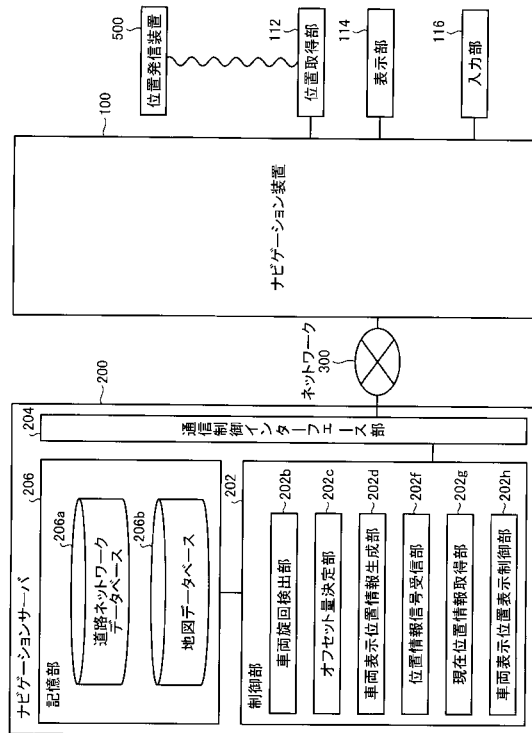 ナビゲーションサーバ
200
記憶部
206
206a
道路ネットワーク
データベース
206b
地図データベース
204
通信制御インターフェース部
制御部
202
車両旋回検出部
202b
オフセット量決定部
202c
車両表示位置情報生成部
202d
位置情報信号受信部
202f
現在位置情報取得部
202g
車両表示位置表示制御部
202h
ネットワーク
300
ナビゲーション装置
100
位置発信装置
500
位置取得部
112
表示部
114
入力部
116